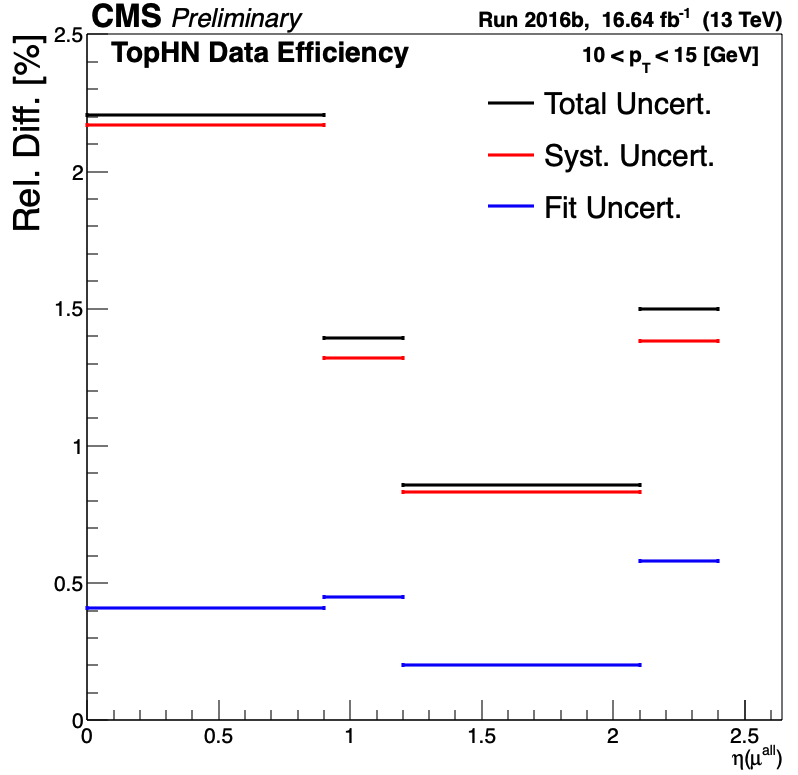 CMS Preliminary
Run 2016b, 16.64 fb⁻¹ (13 TeV)
TopHN Data Efficiency
10 < p_T < 15 [GeV]
Total Uncert.
Syst. Uncert.
Fit Uncert.
Rel. Diff. [%]
2.5
2
1.5
1
0.5
0
0 0.5 1 1.5 2 2.5
η(μ^all)